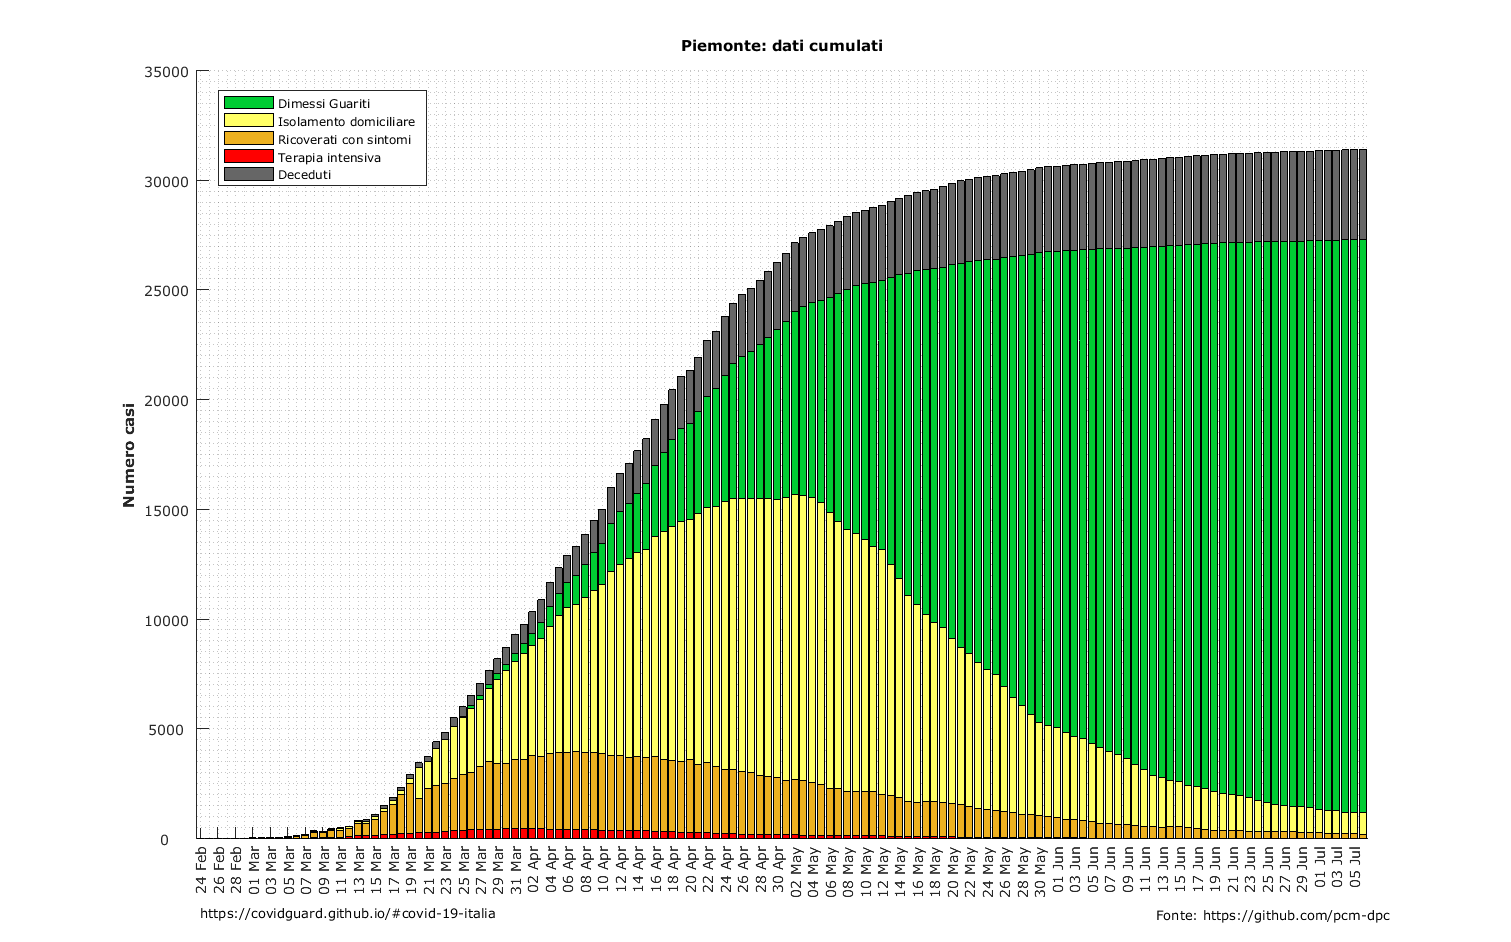 Piemonte: dati cumulati
35000
30000
25000
20000
15000
10000
5000
0
Numero casi
Dimessi Guariti
Isolamento domiciliare
Ricoverati con sintomi
Terapia intensiva
Deceduti
24 Feb
26 Feb
28 Feb
01 Mar
03 Mar
05 Mar
07 Mar
09 Mar
11 Mar
13 Mar
15 Mar
17 Mar
19 Mar
21 Mar
23 Mar
25 Mar
27 Mar
29 Mar
31 Mar
02 Apr
04 Apr
06 Apr
08 Apr
10 Apr
12 Apr
14 Apr
16 Apr
18 Apr
20 Apr
22 Apr
24 Apr
26 Apr
28 Apr
30 Apr
02 May
04 May
06 May
08 May
10 May
12 May
14 May
16 May
18 May
20 May
22 May
24 May
26 May
28 May
30 May
01 Jun
03 Jun
05 Jun
07 Jun
09 Jun
11 Jun
13 Jun
15 Jun
17 Jun
19 Jun
21 Jun
23 Jun
25 Jun
27 Jun
29 Jun
01 Jul
03 Jul
05 Jul
https://covidguard.github.io/#covid-19-italia
Fonte: https://github.com/pcm-dpc